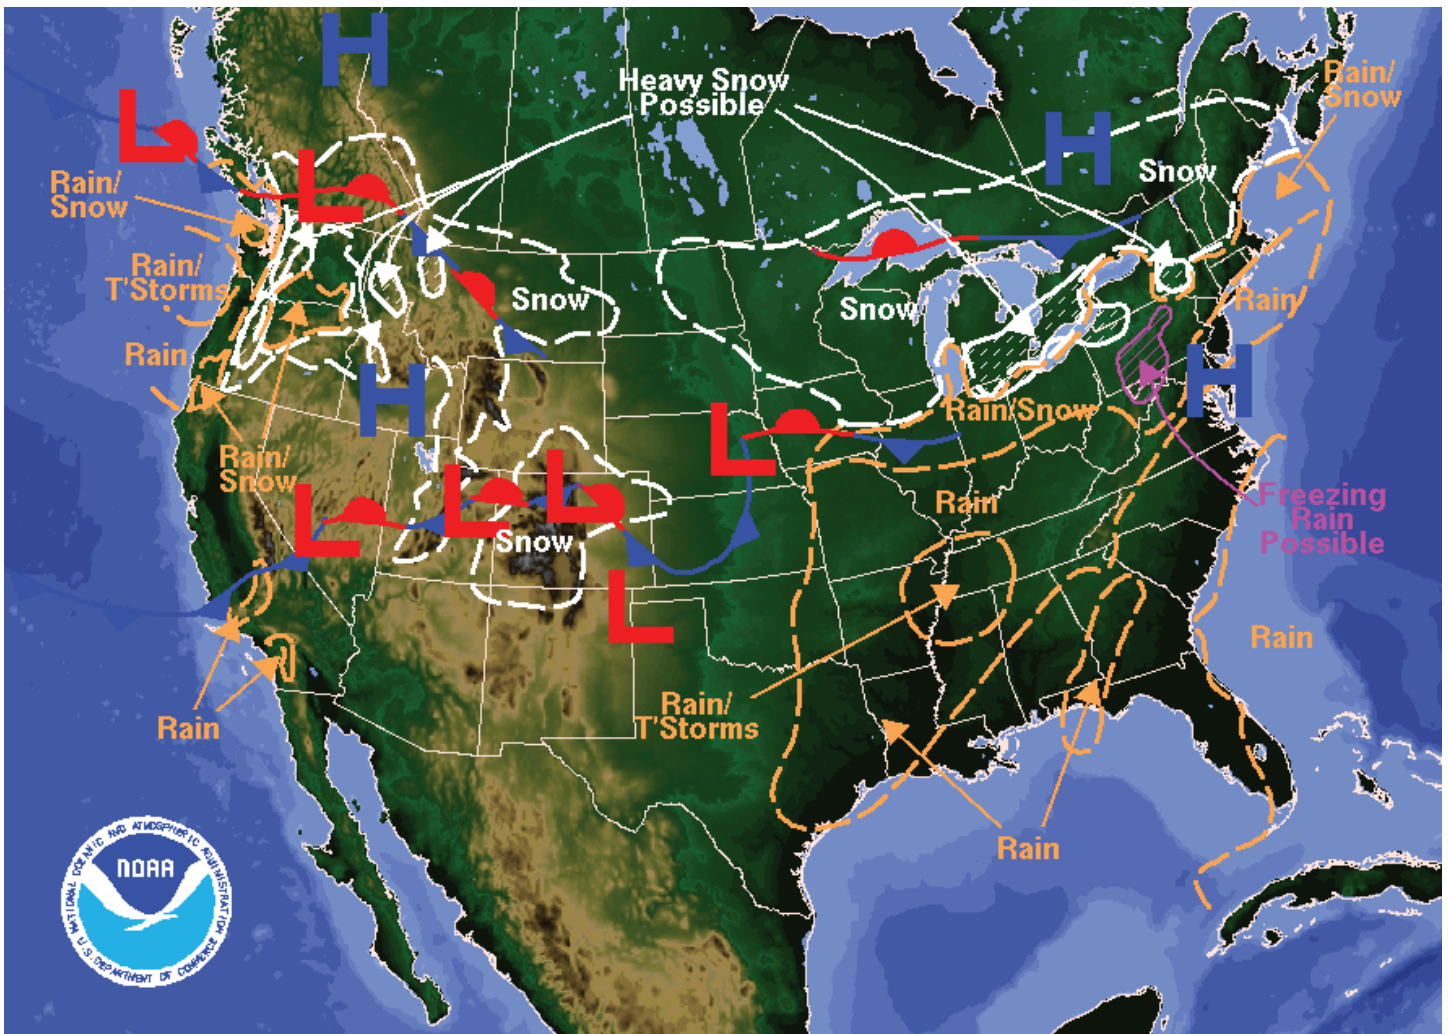 H
Heavy Snow
Possible
Rain/
Snow
L
H
Snow
L
Rain/
Snow
Rain/
T'Storms
Snow
Snow
Rain
Rain
H
H
Rain/Snow
L
Rain/
Snow
L
L
L
Rain
Freezing
Rain
Possible
Snow
L
Rain
Rain/
T'Storms
Rain
Rain
NATIONAL OCEANIC AND ATMOSPHERIC ADMINISTRATION
NOAA
U.S. DEPARTMENT OF COMMERCE